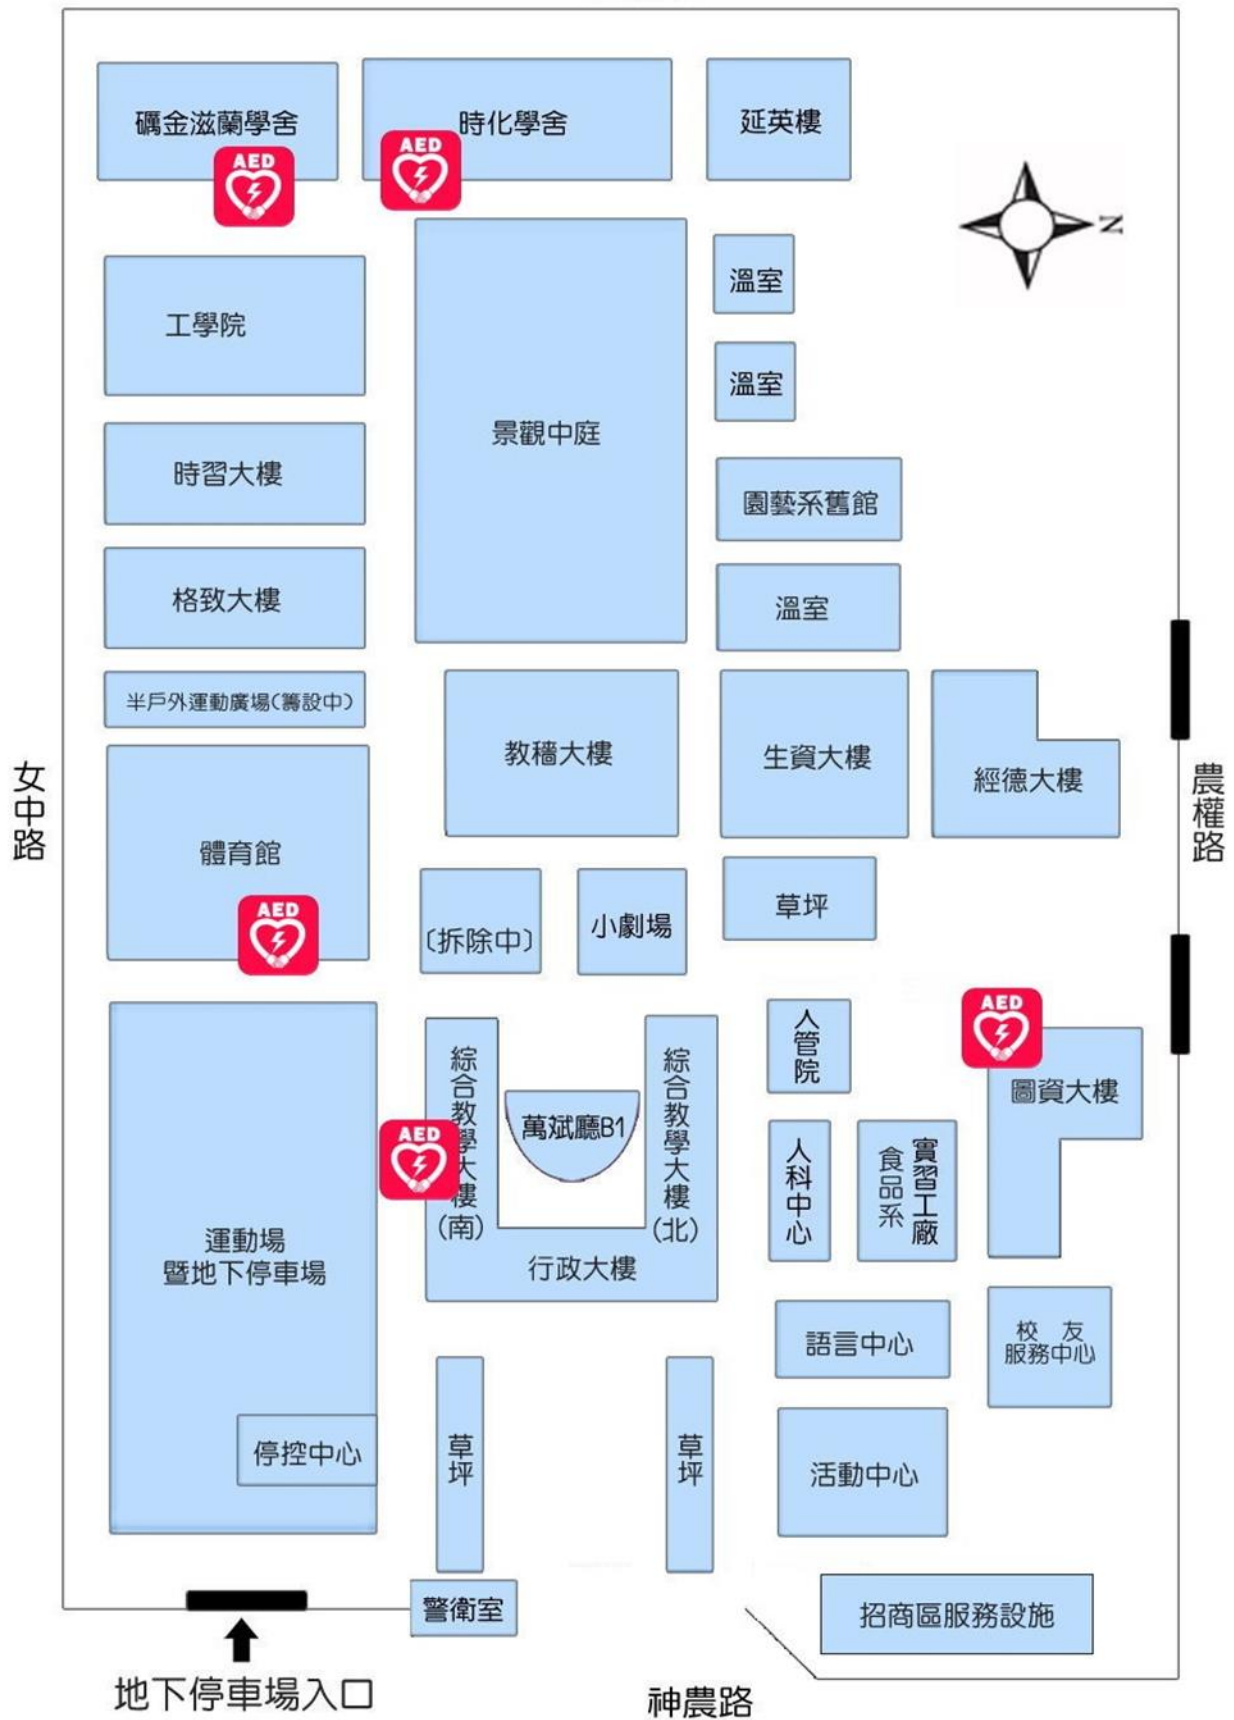 礪金滋蘭學舍
時化學舍
延英樓
AED
AED
N
溫室
工學院
溫室
景觀中庭
時習大樓
園藝系舊館
格致大樓
溫室
半戶外運動廣場(籌設中)
教穡大樓
生資大樓
經德大樓
女中路
農權路
體育館
AED
(拆除中)
小劇場
草坪
人管院
AED
圖資大樓
綜合教學大樓(南)
萬斌廳B1
綜合教學大樓(北)
AED
人科中心
食品系
實習工廠
運動場
暨地下停車場
行政大樓
語言中心
校 友
服務中心
停控中心
草坪
草坪
活動中心
警衛室
招商區服務設施
地下停車場入口
神農路